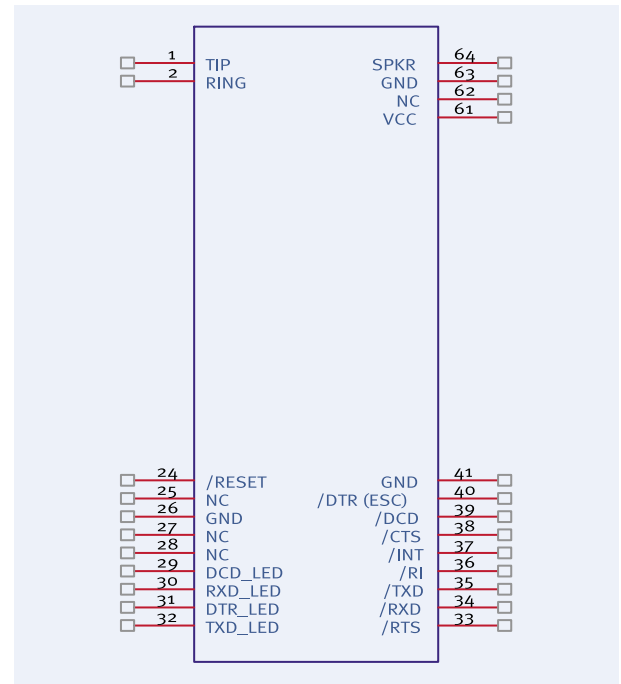 1 TIP SPKR 64
2 RING GND 63
NC 62
VCC 61
24 /RESET GND 41
25 NC /DTR (ESC) 40
26 GND /DCD 39
27 NC /CTS 38
28 NC /INT 37
29 DCD_LED /RI 36
30 RXD_LED /TXD 35
31 DTR_LED /RXD 34
32 TXD_LED /RTS 33